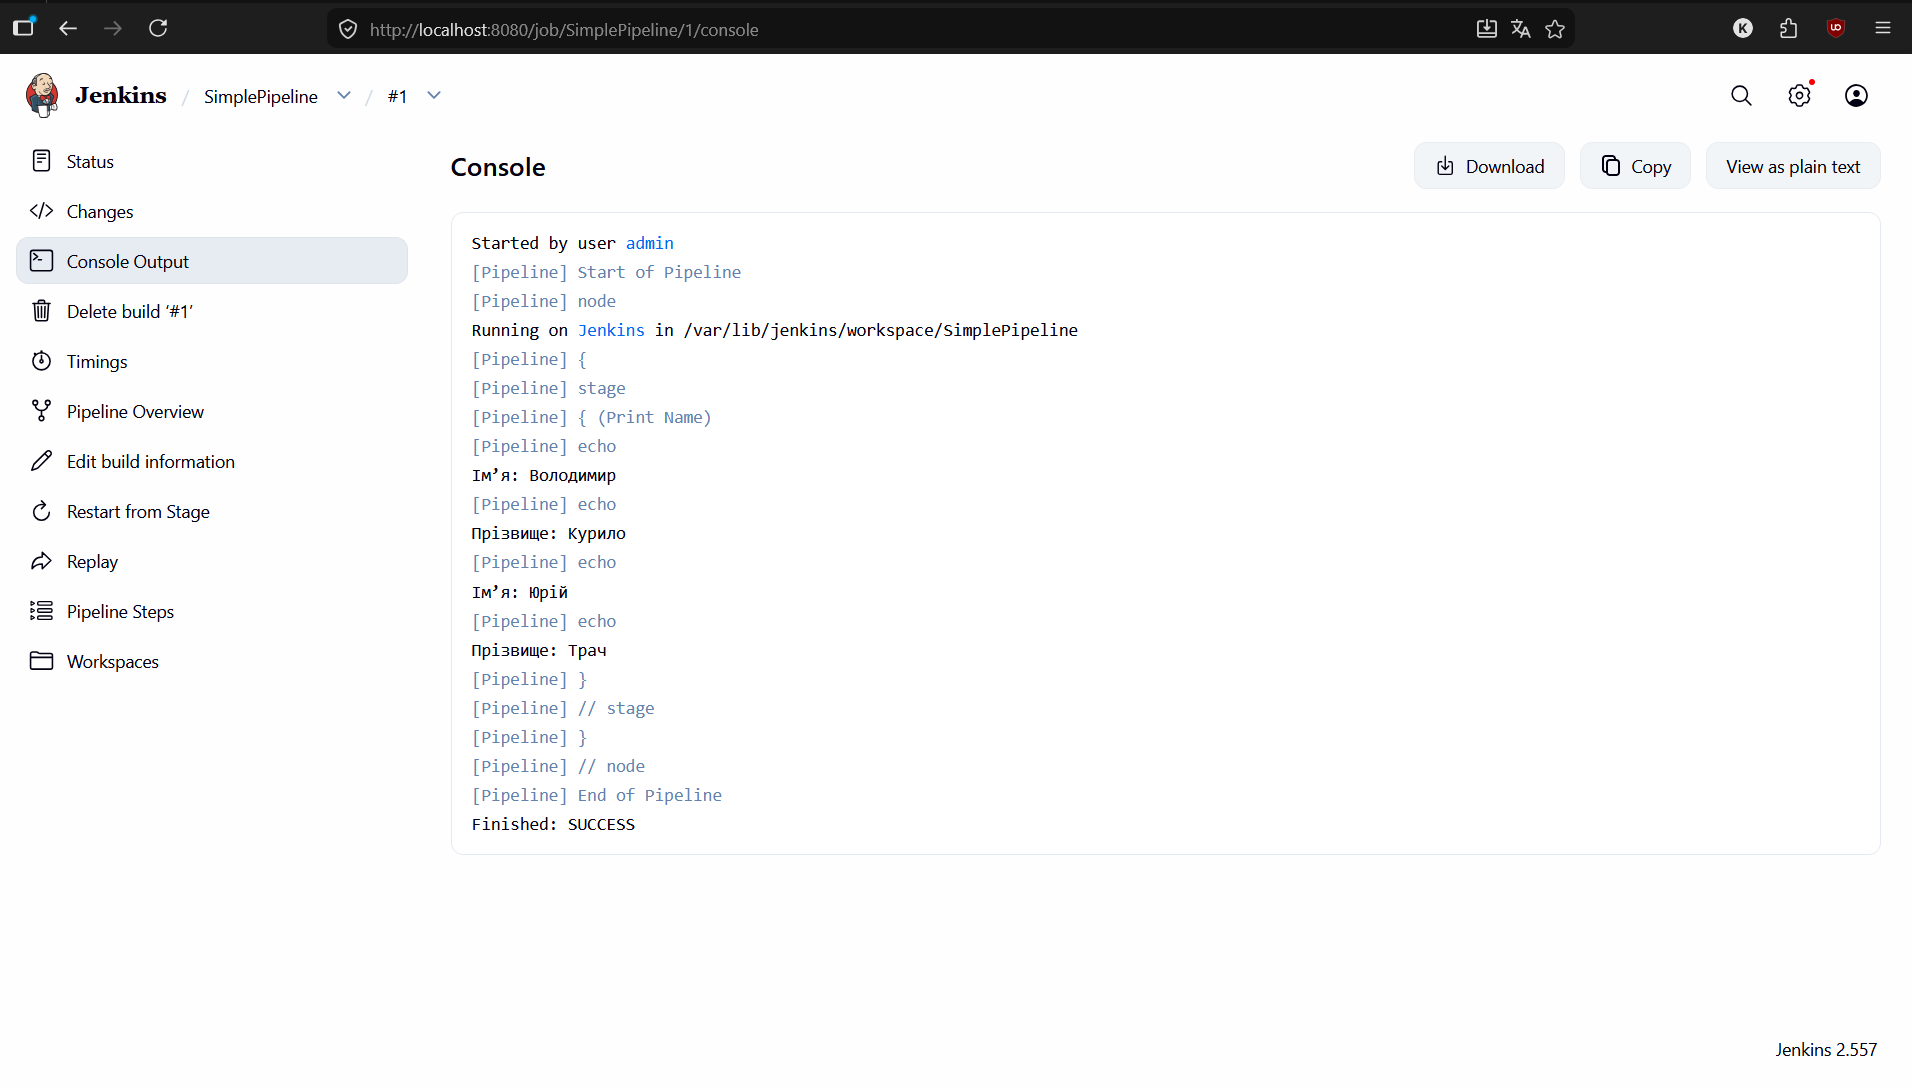 http://localhost:8080/job/SimplePipeline/1/console
K
Jenkins / SimplePipeline / #1
Status
Changes
Console Output
Delete build ‘#1’
Timings
Pipeline Overview
Edit build information
Restart from Stage
Replay
Pipeline Steps
Workspaces
Console
Download
Copy
View as plain text
Started by user admin
[Pipeline] Start of Pipeline
[Pipeline] node
Running on Jenkins in /var/lib/jenkins/workspace/SimplePipeline
[Pipeline] {
[Pipeline] stage
[Pipeline] { (Print Name)
[Pipeline] echo
Ім’я: Володимир
[Pipeline] echo
Прізвище: Курило
[Pipeline] echo
Ім’я: Юрій
[Pipeline] echo
Прізвище: Трач
[Pipeline] }
[Pipeline] // stage
[Pipeline] }
[Pipeline] // node
[Pipeline] End of Pipeline
Finished: SUCCESS
Jenkins 2.557